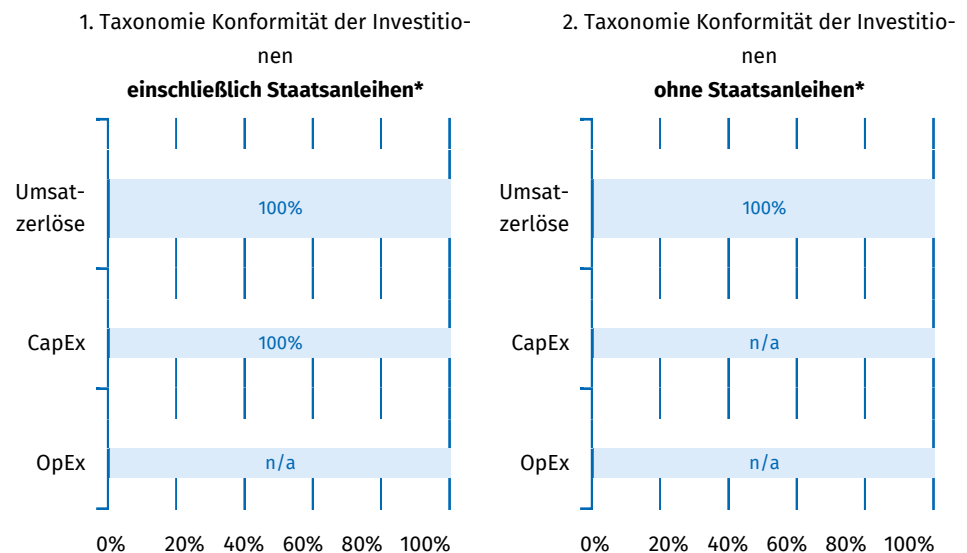 1. Taxonomie Konformität der Investitio-
nen
einschließlich Staatsanleihen*
Umsat-
zerlöse
100%
CapEx
100%
OpEx
n/a
0% 20% 40% 60% 80% 100%
2. Taxonomie Konformität der Investitio-
nen
ohne Staatsanleihen*
Umsat-
zerlöse
100%
CapEx
n/a
OpEx
n/a
0% 20% 40% 60% 80% 100%